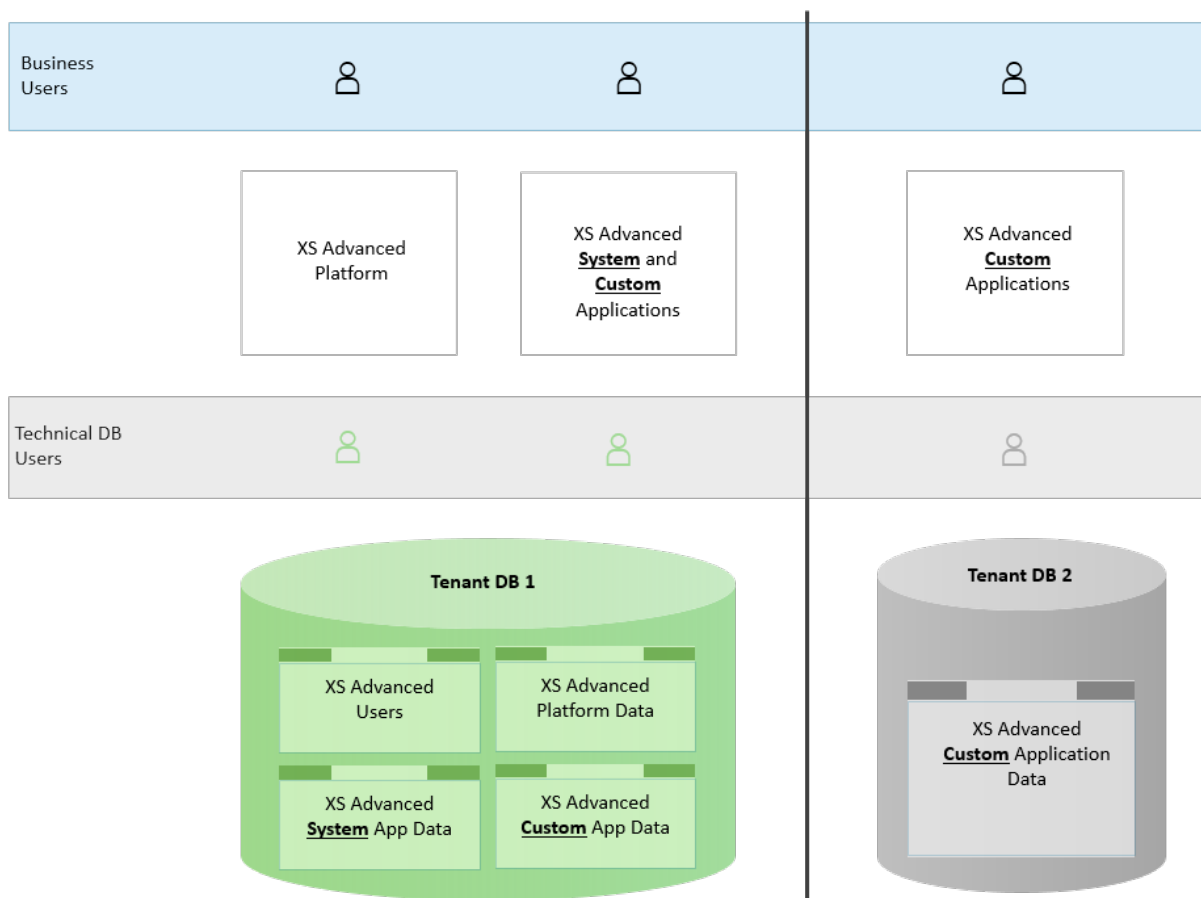 Business
Users
XS Advanced
Platform
XS Advanced
System and
Custom
Applications
XS Advanced
Custom
Applications
Technical DB
Users
Tenant DB 1
XS Advanced
Users
XS Advanced
Platform Data
XS Advanced
System App Data
XS Advanced
Custom App Data
Tenant DB 2
XS Advanced
Custom Application
Data